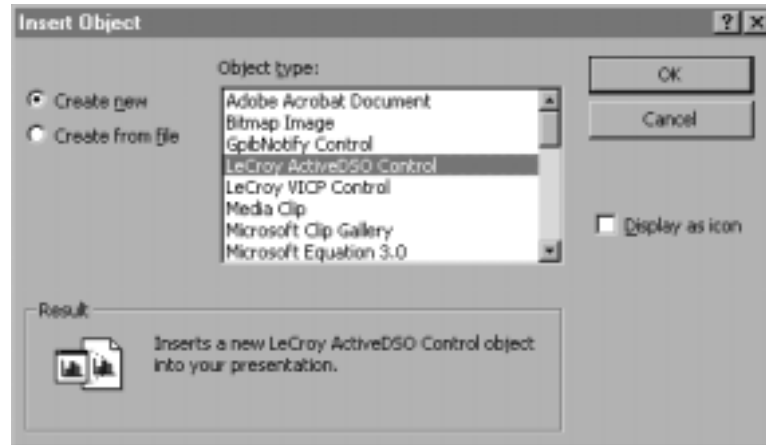 Insert Object
Object type:
Create new
Create from file
Adobe Acrobat Document
Bitmap Image
GpibNotify Control
LeCroy ActiveDSO Control
LeCroy VICP Control
Media Clip
Microsoft Clip Gallery
Microsoft Equation 3.0
OK
Cancel
Display as icon
Result
Inserts a new LeCroy ActiveDSO Control object
into your presentation.